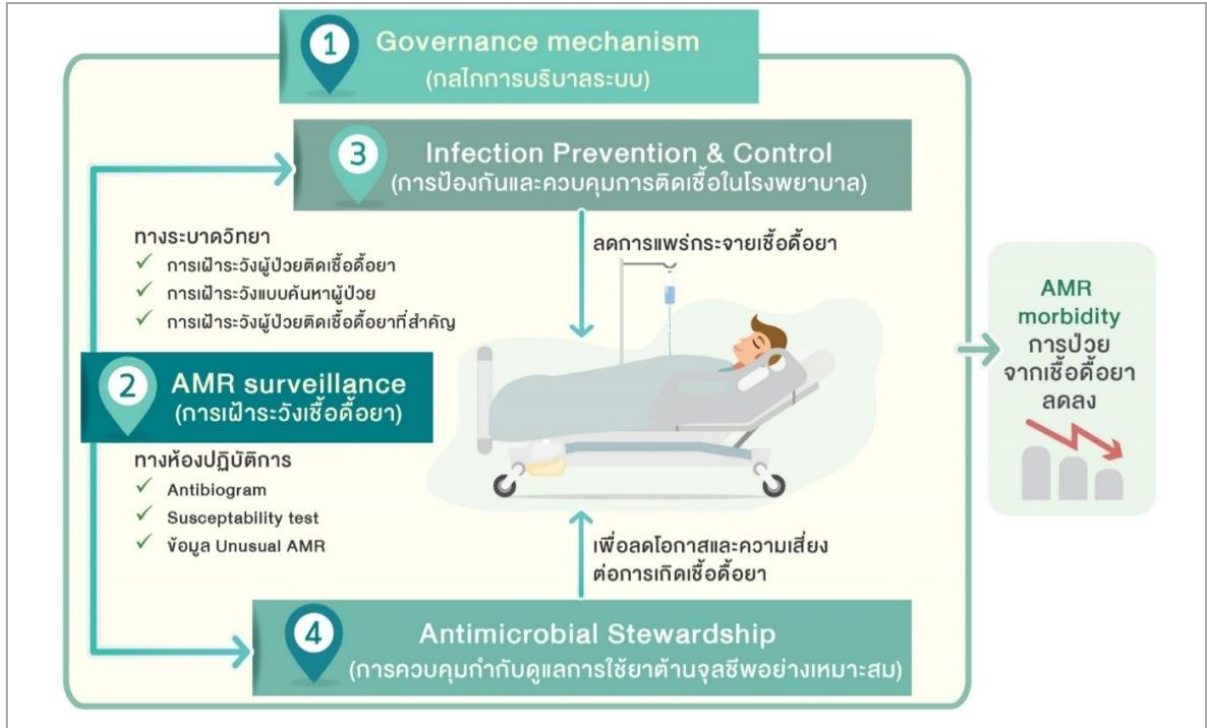 1 Governance mechanism
(กลไกการบริบาลระบบ)
3 Infection Prevention & Control
(การป้องกันและควบคุมการติดเชื้อในโรงพยาบาล)
ทางระบาดวิทยา
✓ การเฝ้าระวังผู้ป่วยติดเชื้อดื้อยา
✓ การเฝ้าระวังแบบค้นหาผู้ป่วย
✓ การเฝ้าระวังผู้ป่วยติดเชื้อดื้อยาที่สำคัญ
ลดการแพร่กระจายเชื้อดื้อยา
2 AMR surveillance
(การเฝ้าระวังเชื้อดื้อยา)
ทางห้องปฏิบัติการ
✓ Antibiogram
✓ Susceptability test
✓ ข้อมูล Unusual AMR
เพื่อลดโอกาสและความเสี่ยง
ต่อการเกิดเชื้อดื้อยา
4 Antimicrobial Stewardship
(การควบคุมกำกับดูแลการใช้ยาต้านจุลชีพอย่างเหมาะสม)
AMR
morbidity
การป่วย
จากเชื้อดื้อยา
ลดลง